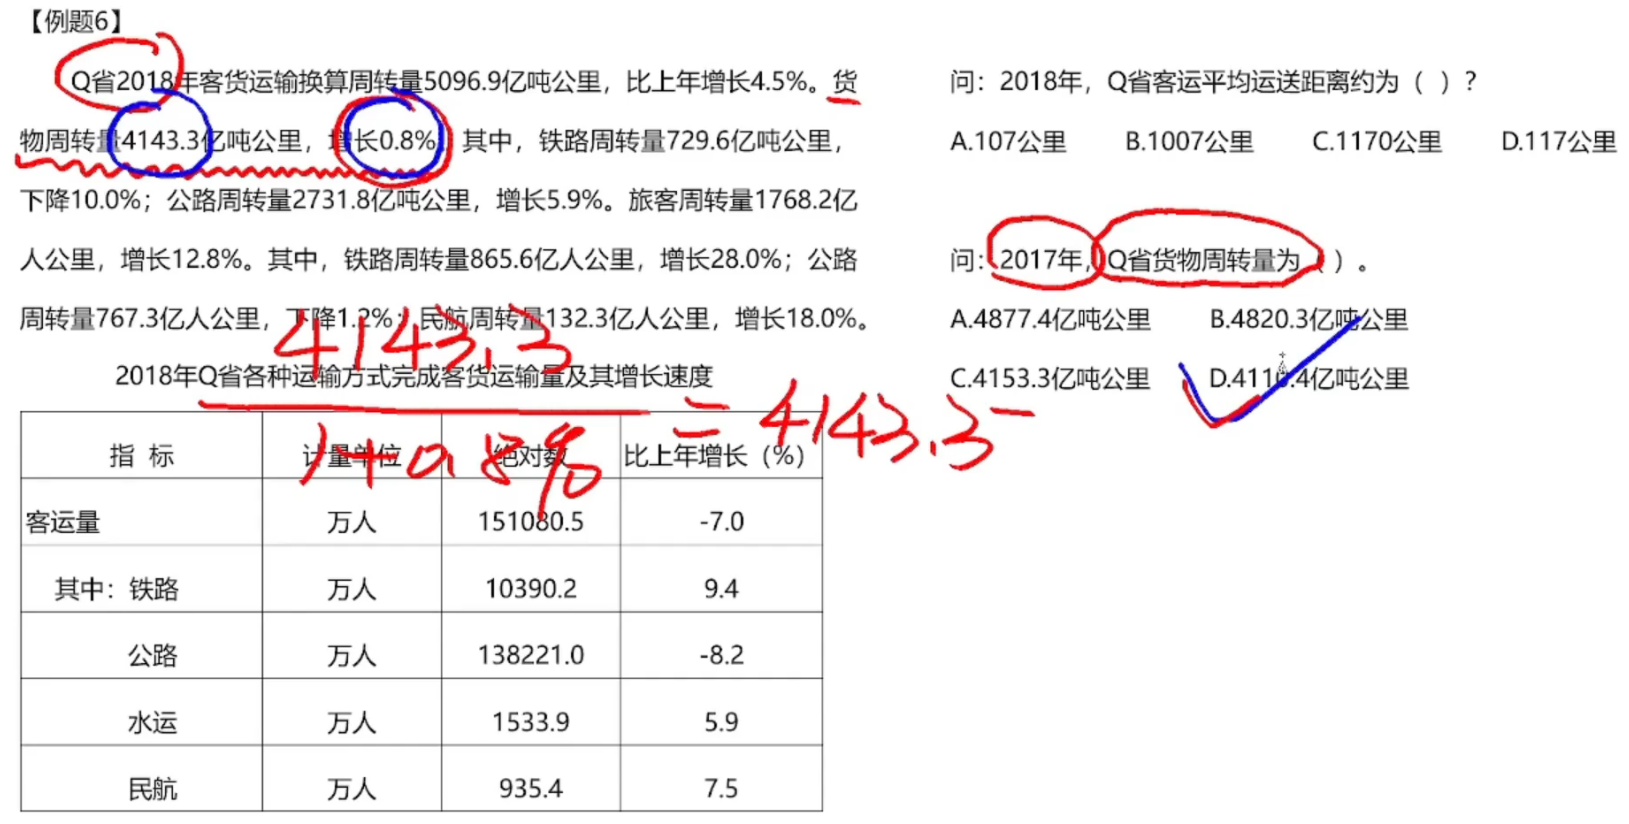 【例题6】
Q省2018年客货运输换算周转量5096.9亿吨公里，比上年增长4.5%。货
物周转量4143.3亿吨公里，增长0.8%。其中，铁路周转量729.6亿吨公里，
下降10.0%；公路周转量2731.8亿吨公里，增长5.9%。旅客周转量1768.2亿
人公里，增长12.8%。其中，铁路周转量865.6亿人公里，增长28.0%；公路
周转量767.3亿人公里，下降1.2%；民航周转量132.3亿人公里，增长18.0%。
4143.3
2018年Q省各种运输方式完成客货运输量及其增长速度
1+0.8%
= 4143.3 −
指 标 计量单位 绝对数 比上年增长（%）
客运量 万人 151080.5 -7.0
其中：铁路 万人 10390.2 9.4
公路 万人 138221.0 -8.2
水运 万人 1533.9 5.9
民航 万人 935.4 7.5
问：2018年，Q省客运平均运送距离约为（ ）？
A.107公里 B.1007公里 C.1170公里 D.117公里
问：2017年，Q省货物周转量为（ ）。
A.4877.4亿吨公里 B.4820.3亿吨公里
C.4153.3亿吨公里 D.4110.4亿吨公里